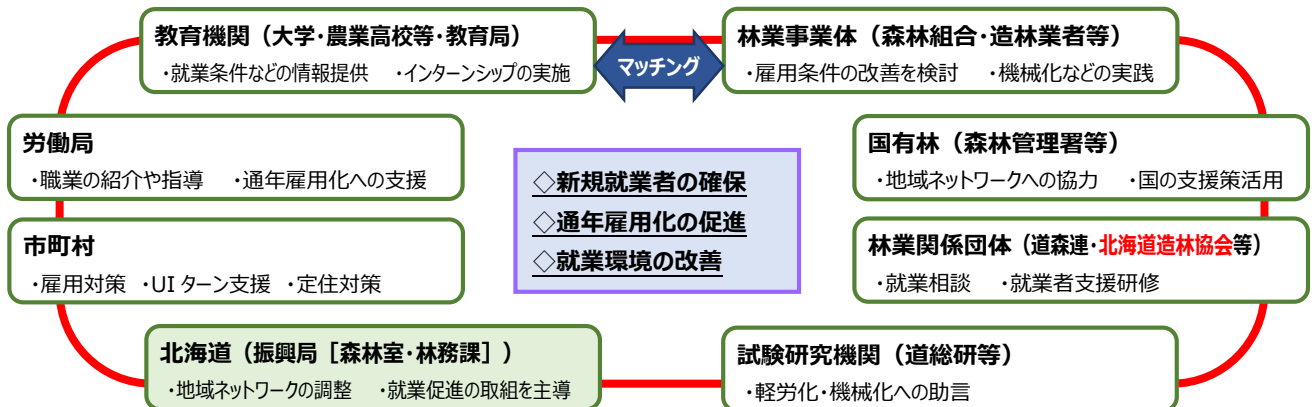 教育機関（大学・農業高校等・教育局）
・就業条件などの情報提供　・インターンシップの実施
マッチング
林業事業体（森林組合・造林業者等）
・雇用条件の改善を検討　・機械化などの実践
労働局
・職業の紹介や指導　・通年雇用化への支援
国有林（森林管理署等）
・地域ネットワークへの協力　・国の支援策活用
◇新規就業者の確保
◇通年雇用化の促進
◇就業環境の改善
市町村
・雇用対策　・UI ターン支援　・定住対策
林業関係団体（道森連・北海道造林協会等）
・就業相談　・就業者支援研修
北海道（振興局［森林室・林務課］）
・地域ネットワークの調整　・就業促進の取組を主導
試験研究機関（道総研等）
・軽労化・機械化への助言